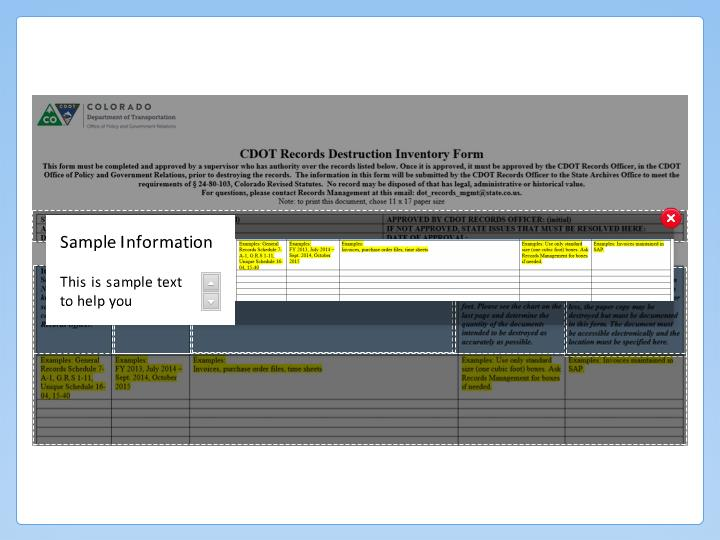 COLORADO
CDOT
CO
Department of Transportation
Office of Policy and Government Relations
CDOT Records Destruction Inventory Form
This form must be completed and approved by a supervisor who has authority over the records listed below. Once it is approved, it must be approved by the CDOT Records Officer, in the CDOT
Office of Policy and Government Relations, prior to destroying the records. The information in this form will be submitted by the CDOT Records Officer to the State Archives Office to meet the
requirements of § 24-80-103, Colorado Revised Statutes. No record may be disposed of that has legal, administrative or historical value.
For questions, please contact Records Management at this email: dot_records_mgmt@state.co.us.
Note: to print this document, chose 11 x 17 paper size
APPROVED BY CDOT RECORDS OFFICER: (initial)
IF NOT APPROVED, STATE ISSUES THAT MUST BE RESOLVED HERE:
Sample Information
This is sample text
to help you
Examples: General
Records Schedule 7-
A-1, G.R.S 1-11,
Unique Schedule 16-
04, 15-40
Examples:
FY 2013, July 2014 –
Sept. 2014, October
2015
Examples:
Invoices, purchase order files, time sheets
Examples: Use only standard
size (one cubic foot) boxes. Ask
Records Management for boxes
if needed.
Examples: Invoices maintained in
SAP.
feet. Please see the chart on the
last page and determine the
quantity of the documents
intended to be destroyed as
accurately as possible.
less, the paper copy may be
destroyed but must be documented
in this form. The document must
be accessible electronically and the
location must be specified here.
Examples: General
Records Schedule 7-
A-1, G.R.S 1-11,
Unique Schedule 16-
04, 15-40
Examples:
FY 2013, July 2014 –
Sept. 2014, October
2015
Examples:
Invoices, purchase order files, time sheets
Examples: Use only standard
size (one cubic foot) boxes. Ask
Records Management for boxes
if needed.
Examples: Invoices maintained in
SAP.